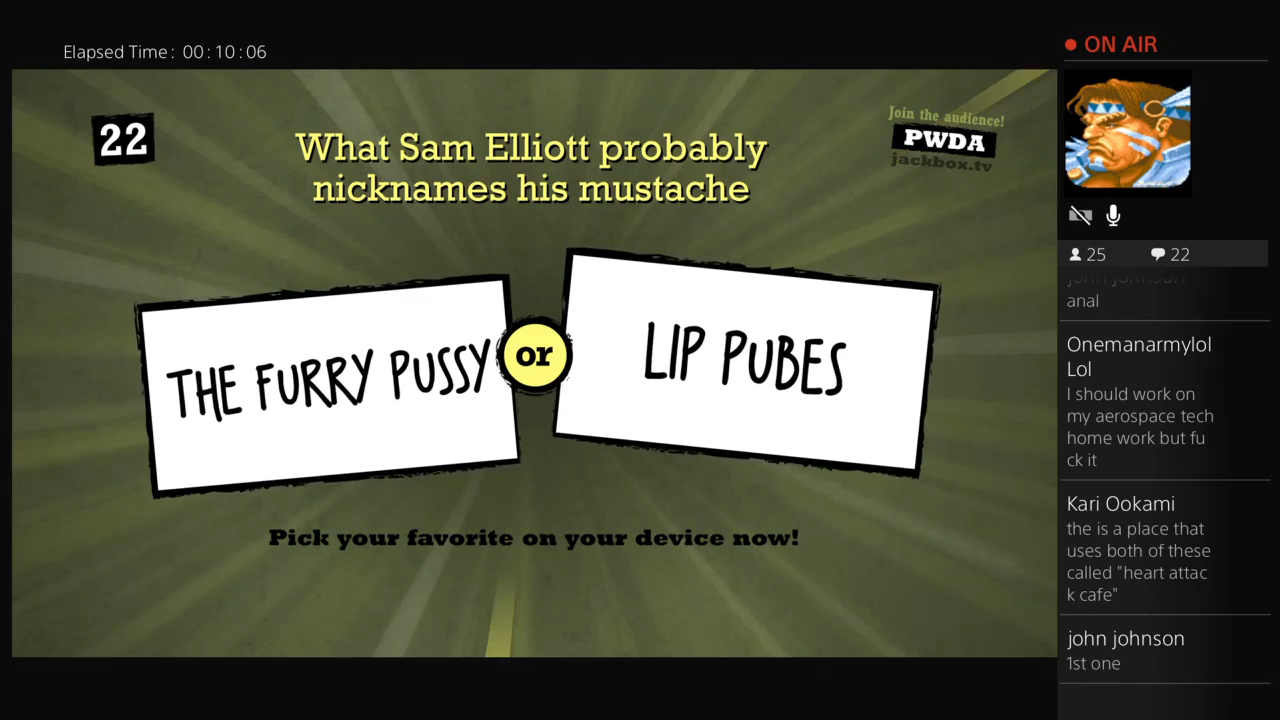 Elapsed Time: 00:10:06
ON AIR
22
What Sam Elliott probably
nicknames his mustache
Join the audience!
PWDA
jackbox.tv
THE FURRY PUSSY
or
LIP PUBES
Pick your favorite on your device now!
25 22
john johnson
anal
Onemanarmylol
Lol
I should work on
my aerospace tech
home work but fu
ck it
Kari Ookami
the is a place that
uses both of these
called "heart attac
k cafe"
john johnson
1st one